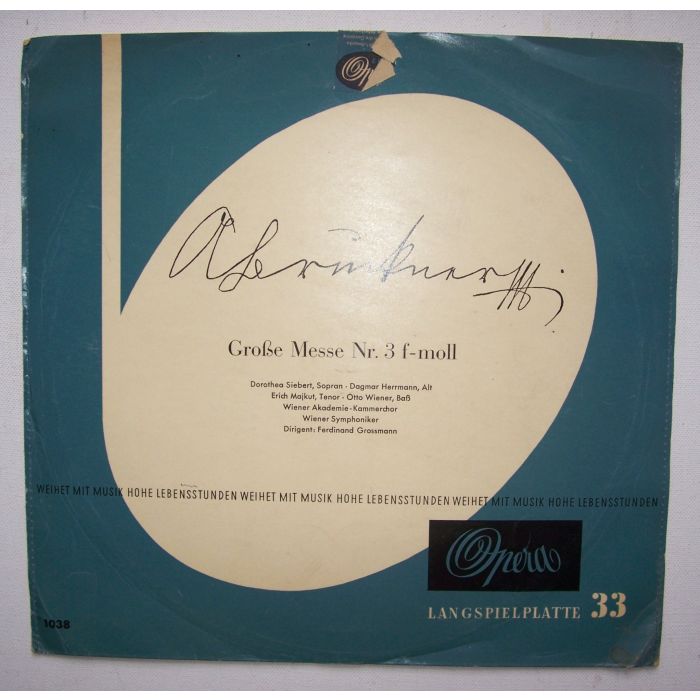 Opera
ABruckner
Große Messe Nr. 3 f-moll
Dorothea Siebert, Sopran · Dagmar Herrmann, Alt
Erich Majkut, Tenor · Otto Wiener, Baß
Wiener Akademie-Kammerchor
Wiener Symphoniker
Dirigent: Ferdinand Grossmann
WEIHET MIT MUSIK HOHE LEBENSSTUNDEN WEIHET MIT MUSIK HOHE LEBENSSTUNDEN WEIHET MIT MUSIK HOHE LEBENSSTUNDEN
Opera
LANGSPIELPLATTE 33
1038